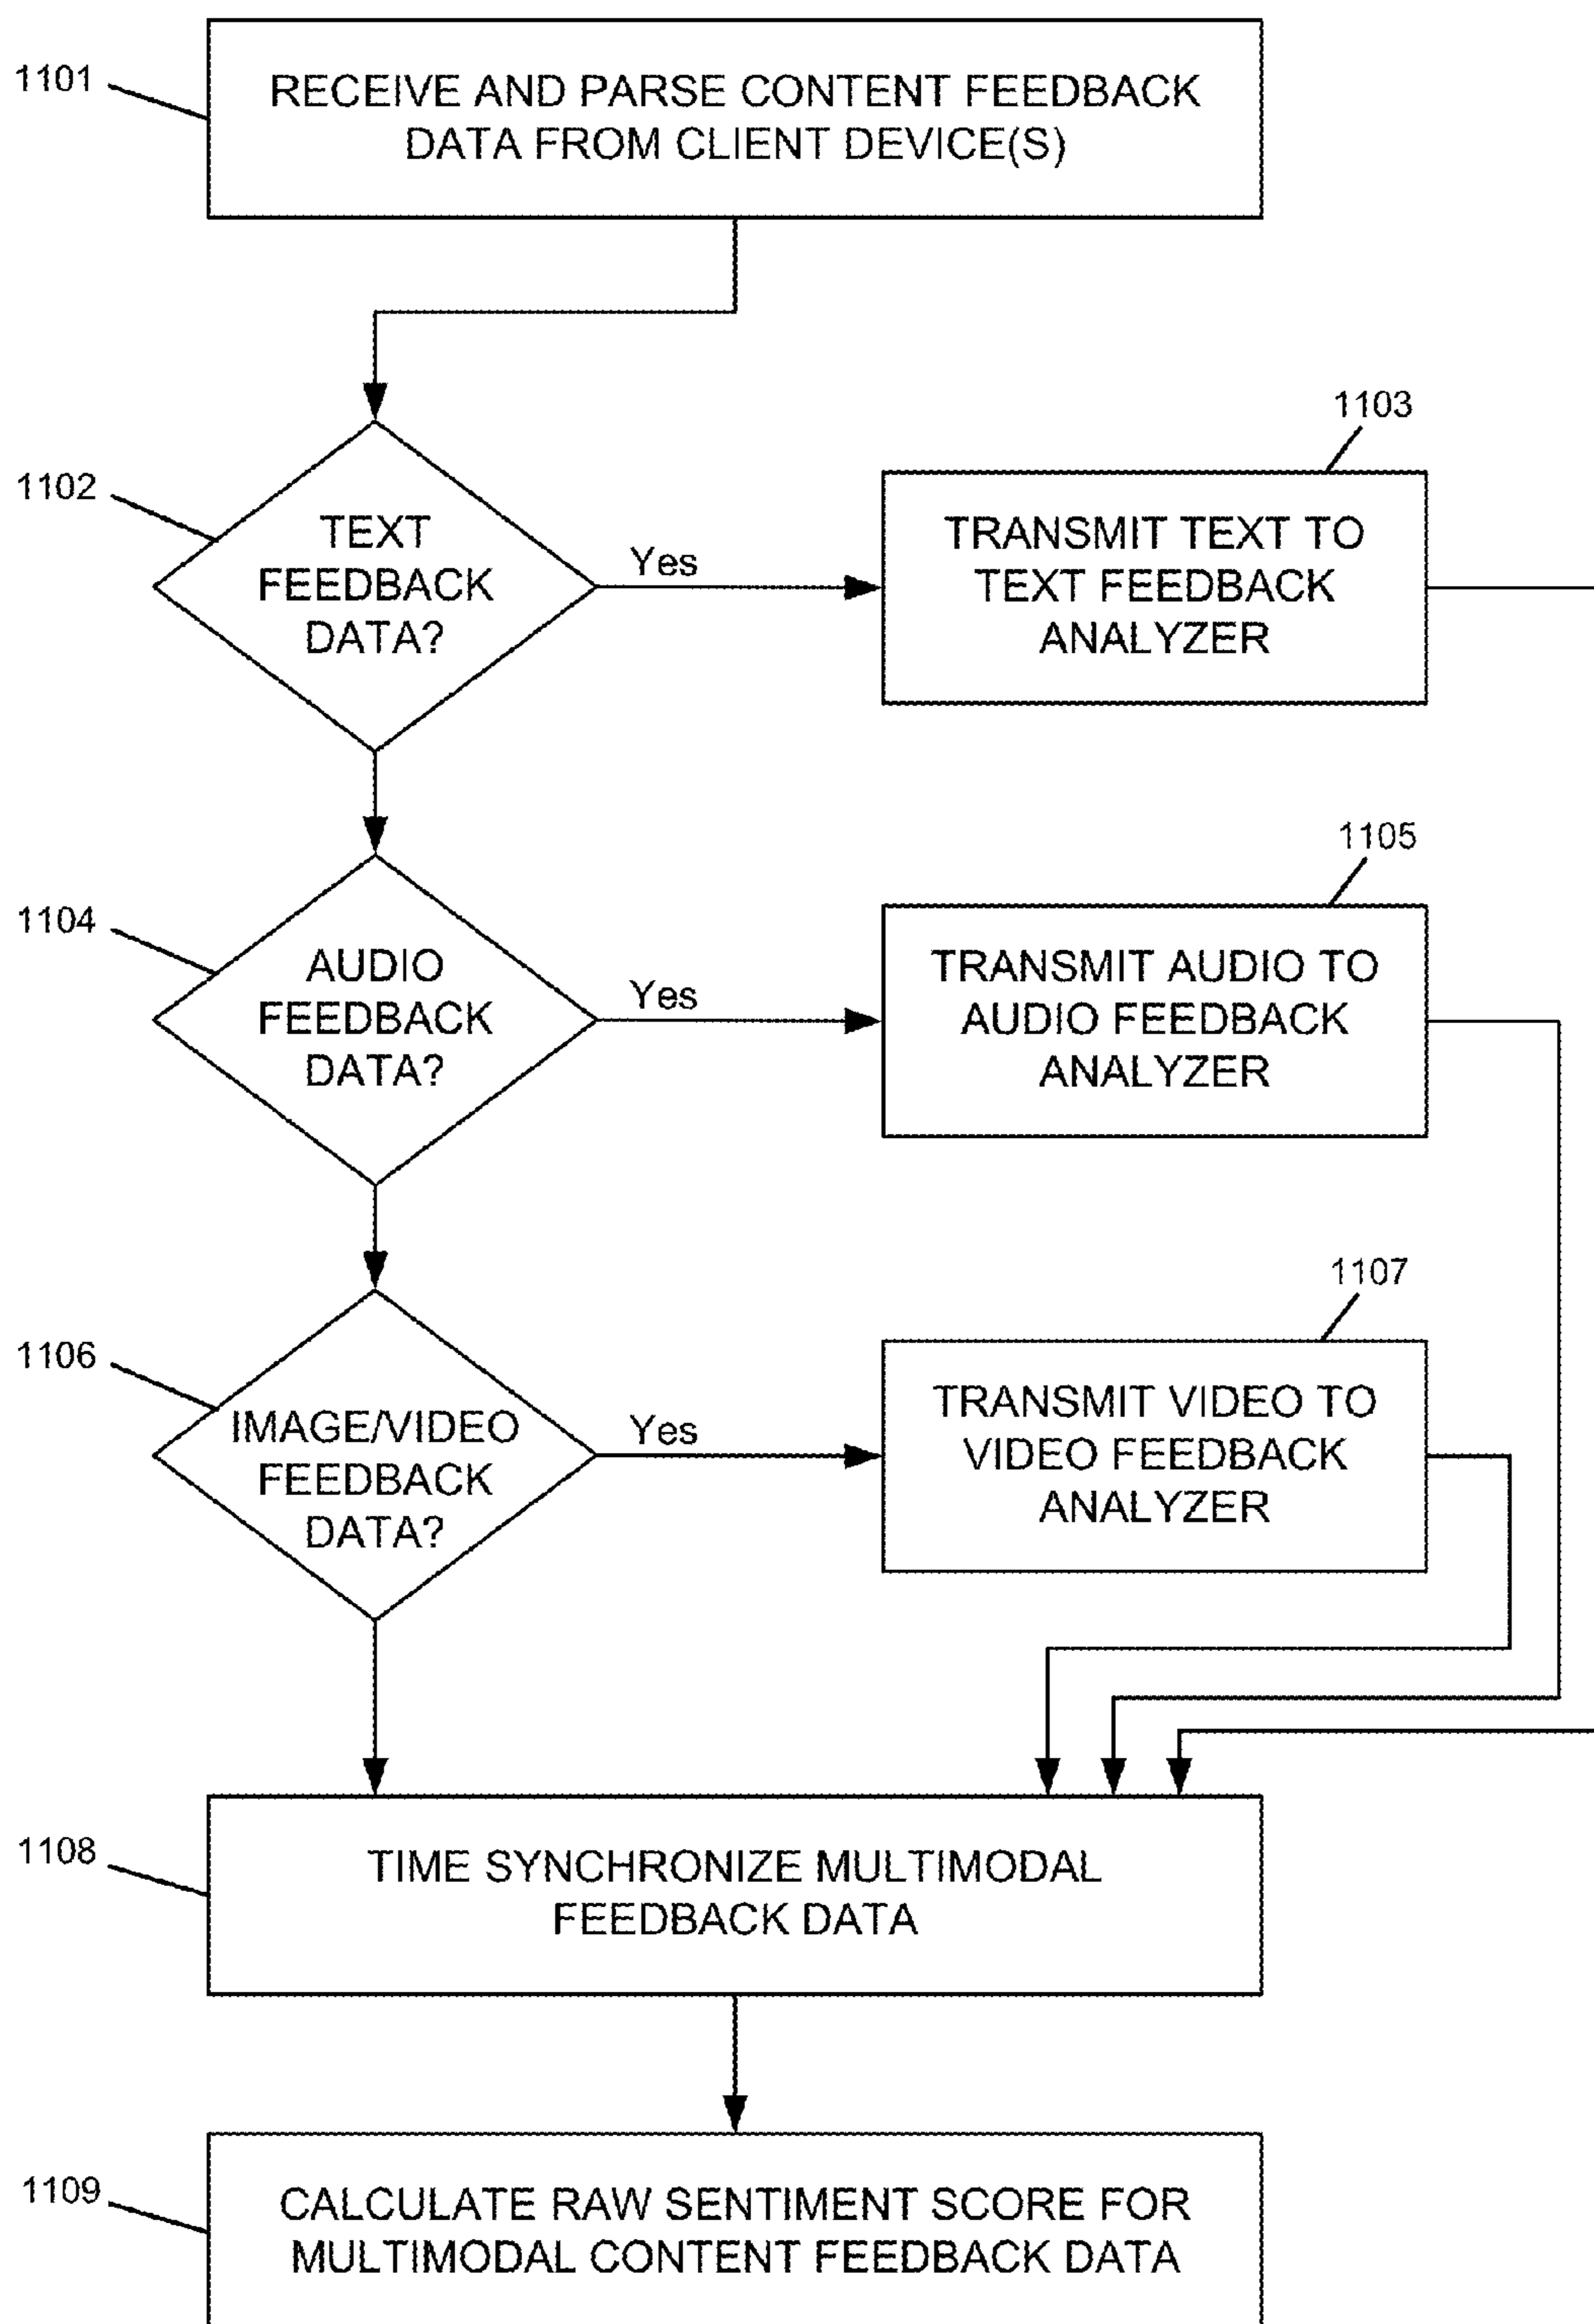 1101
RECEIVE AND PARSE CONTENT FEEDBACK
DATA FROM CLIENT DEVICE(S)
1102
TEXT
FEEDBACK
DATA?
Yes
1103
TRANSMIT TEXT TO
TEXT FEEDBACK
ANALYZER
1104
AUDIO
FEEDBACK
DATA?
Yes
1105
TRANSMIT AUDIO TO
AUDIO FEEDBACK
ANALYZER
1106
IMAGE/VIDEO
FEEDBACK
DATA?
Yes
1107
TRANSMIT VIDEO TO
VIDEO FEEDBACK
ANALYZER
1108
TIME SYNCHRONIZE MULTIMODAL
FEEDBACK DATA
1109
CALCULATE RAW SENTIMENT SCORE FOR
MULTIMODAL CONTENT FEEDBACK DATA